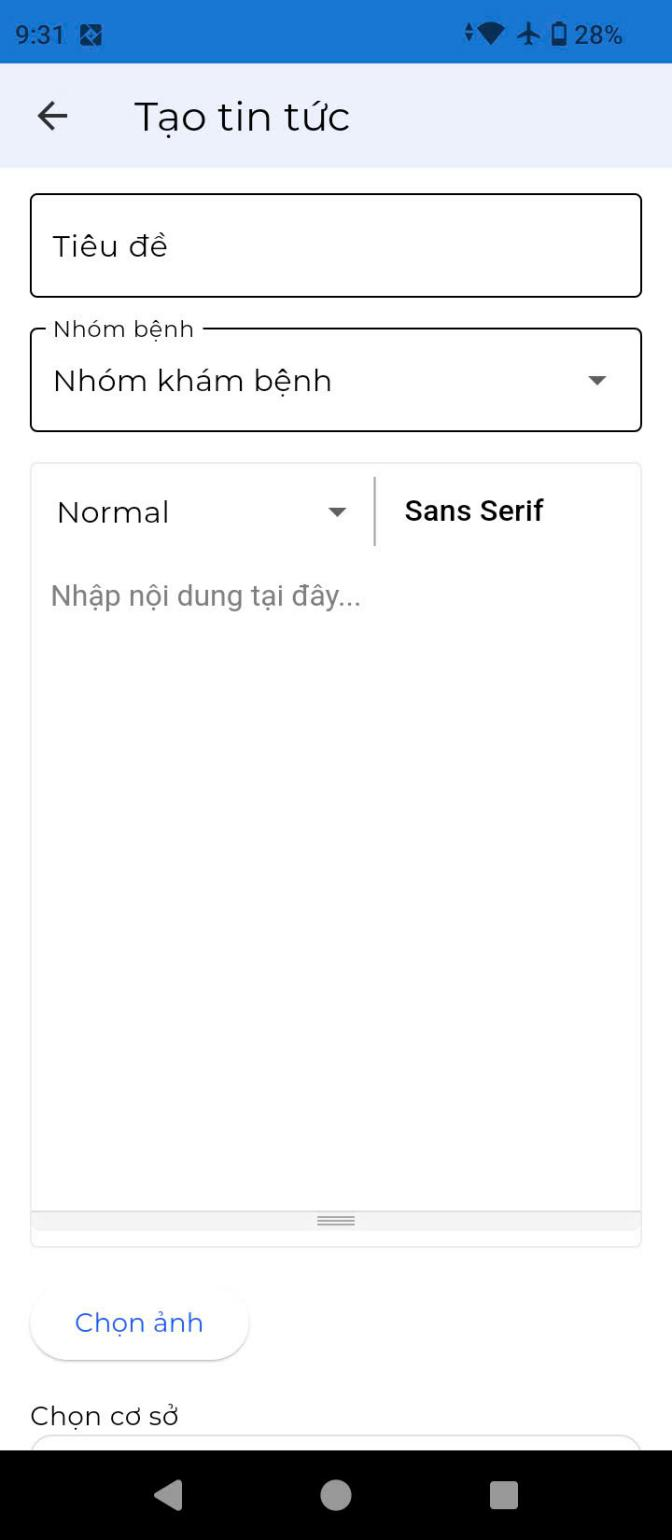 9:31 28%
Tạo tin tức
Tiêu đề
Nhóm bệnh
Nhóm khám bệnh
Normal Sans Serif
Nhập nội dung tại đây...
Chọn ảnh
Chọn cơ sở